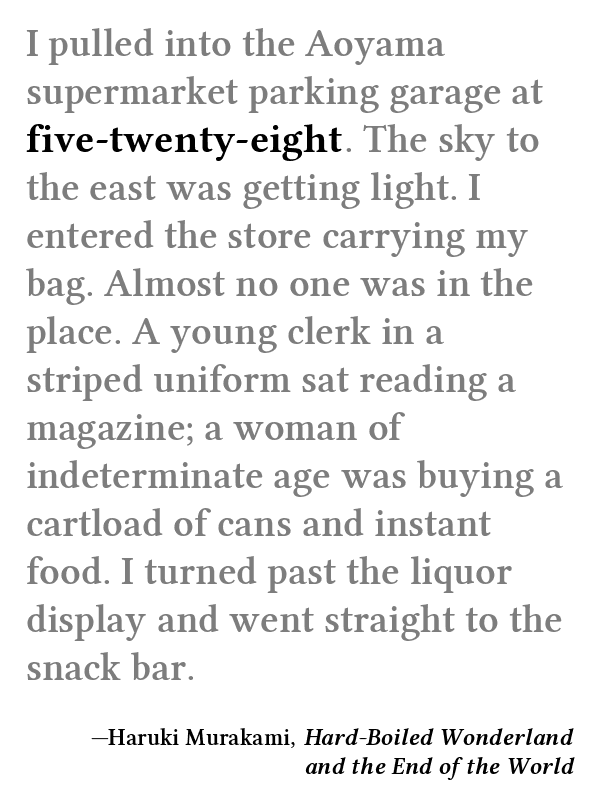 I pulled into the Aoyama
supermarket parking garage at
five-twenty-eight. The sky to
the east was getting light. I
entered the store carrying my
bag. Almost no one was in the
place. A young clerk in a
striped uniform sat reading a
magazine; a woman of
indeterminate age was buying a
cartload of cans and instant
food. I turned past the liquor
display and went straight to the
snack bar.
—Haruki Murakami, Hard-Boiled Wonderland
and the End of the World